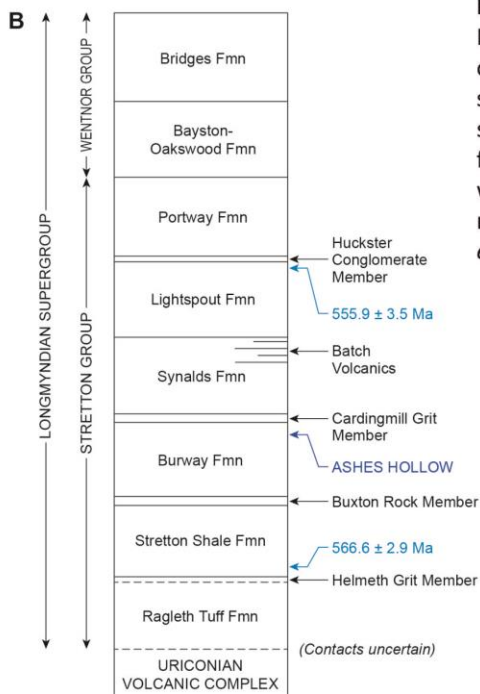 B
LONGMYNDIAN SUPERGROUP
WENTNOR GROUP
STRETTON GROUP
Bridges Fmn
Bayston-
Oakswood Fmn
Portway Fmn
Huckster
Conglomerate
Member
Lightspout Fmn
555.9 ± 3.5 Ma
Batch
Volcanics
Synalds Fmn
Cardingmill Grit
Member
Burway Fmn
ASHES HOLLOW
Buxton Rock Member
Stretton Shale Fmn
566.6 ± 2.9 Ma
Helmeth Grit Member
Ragleth Tuff Fmn
(Contacts uncertain)
URICONIAN
VOLCANIC COMPLEX